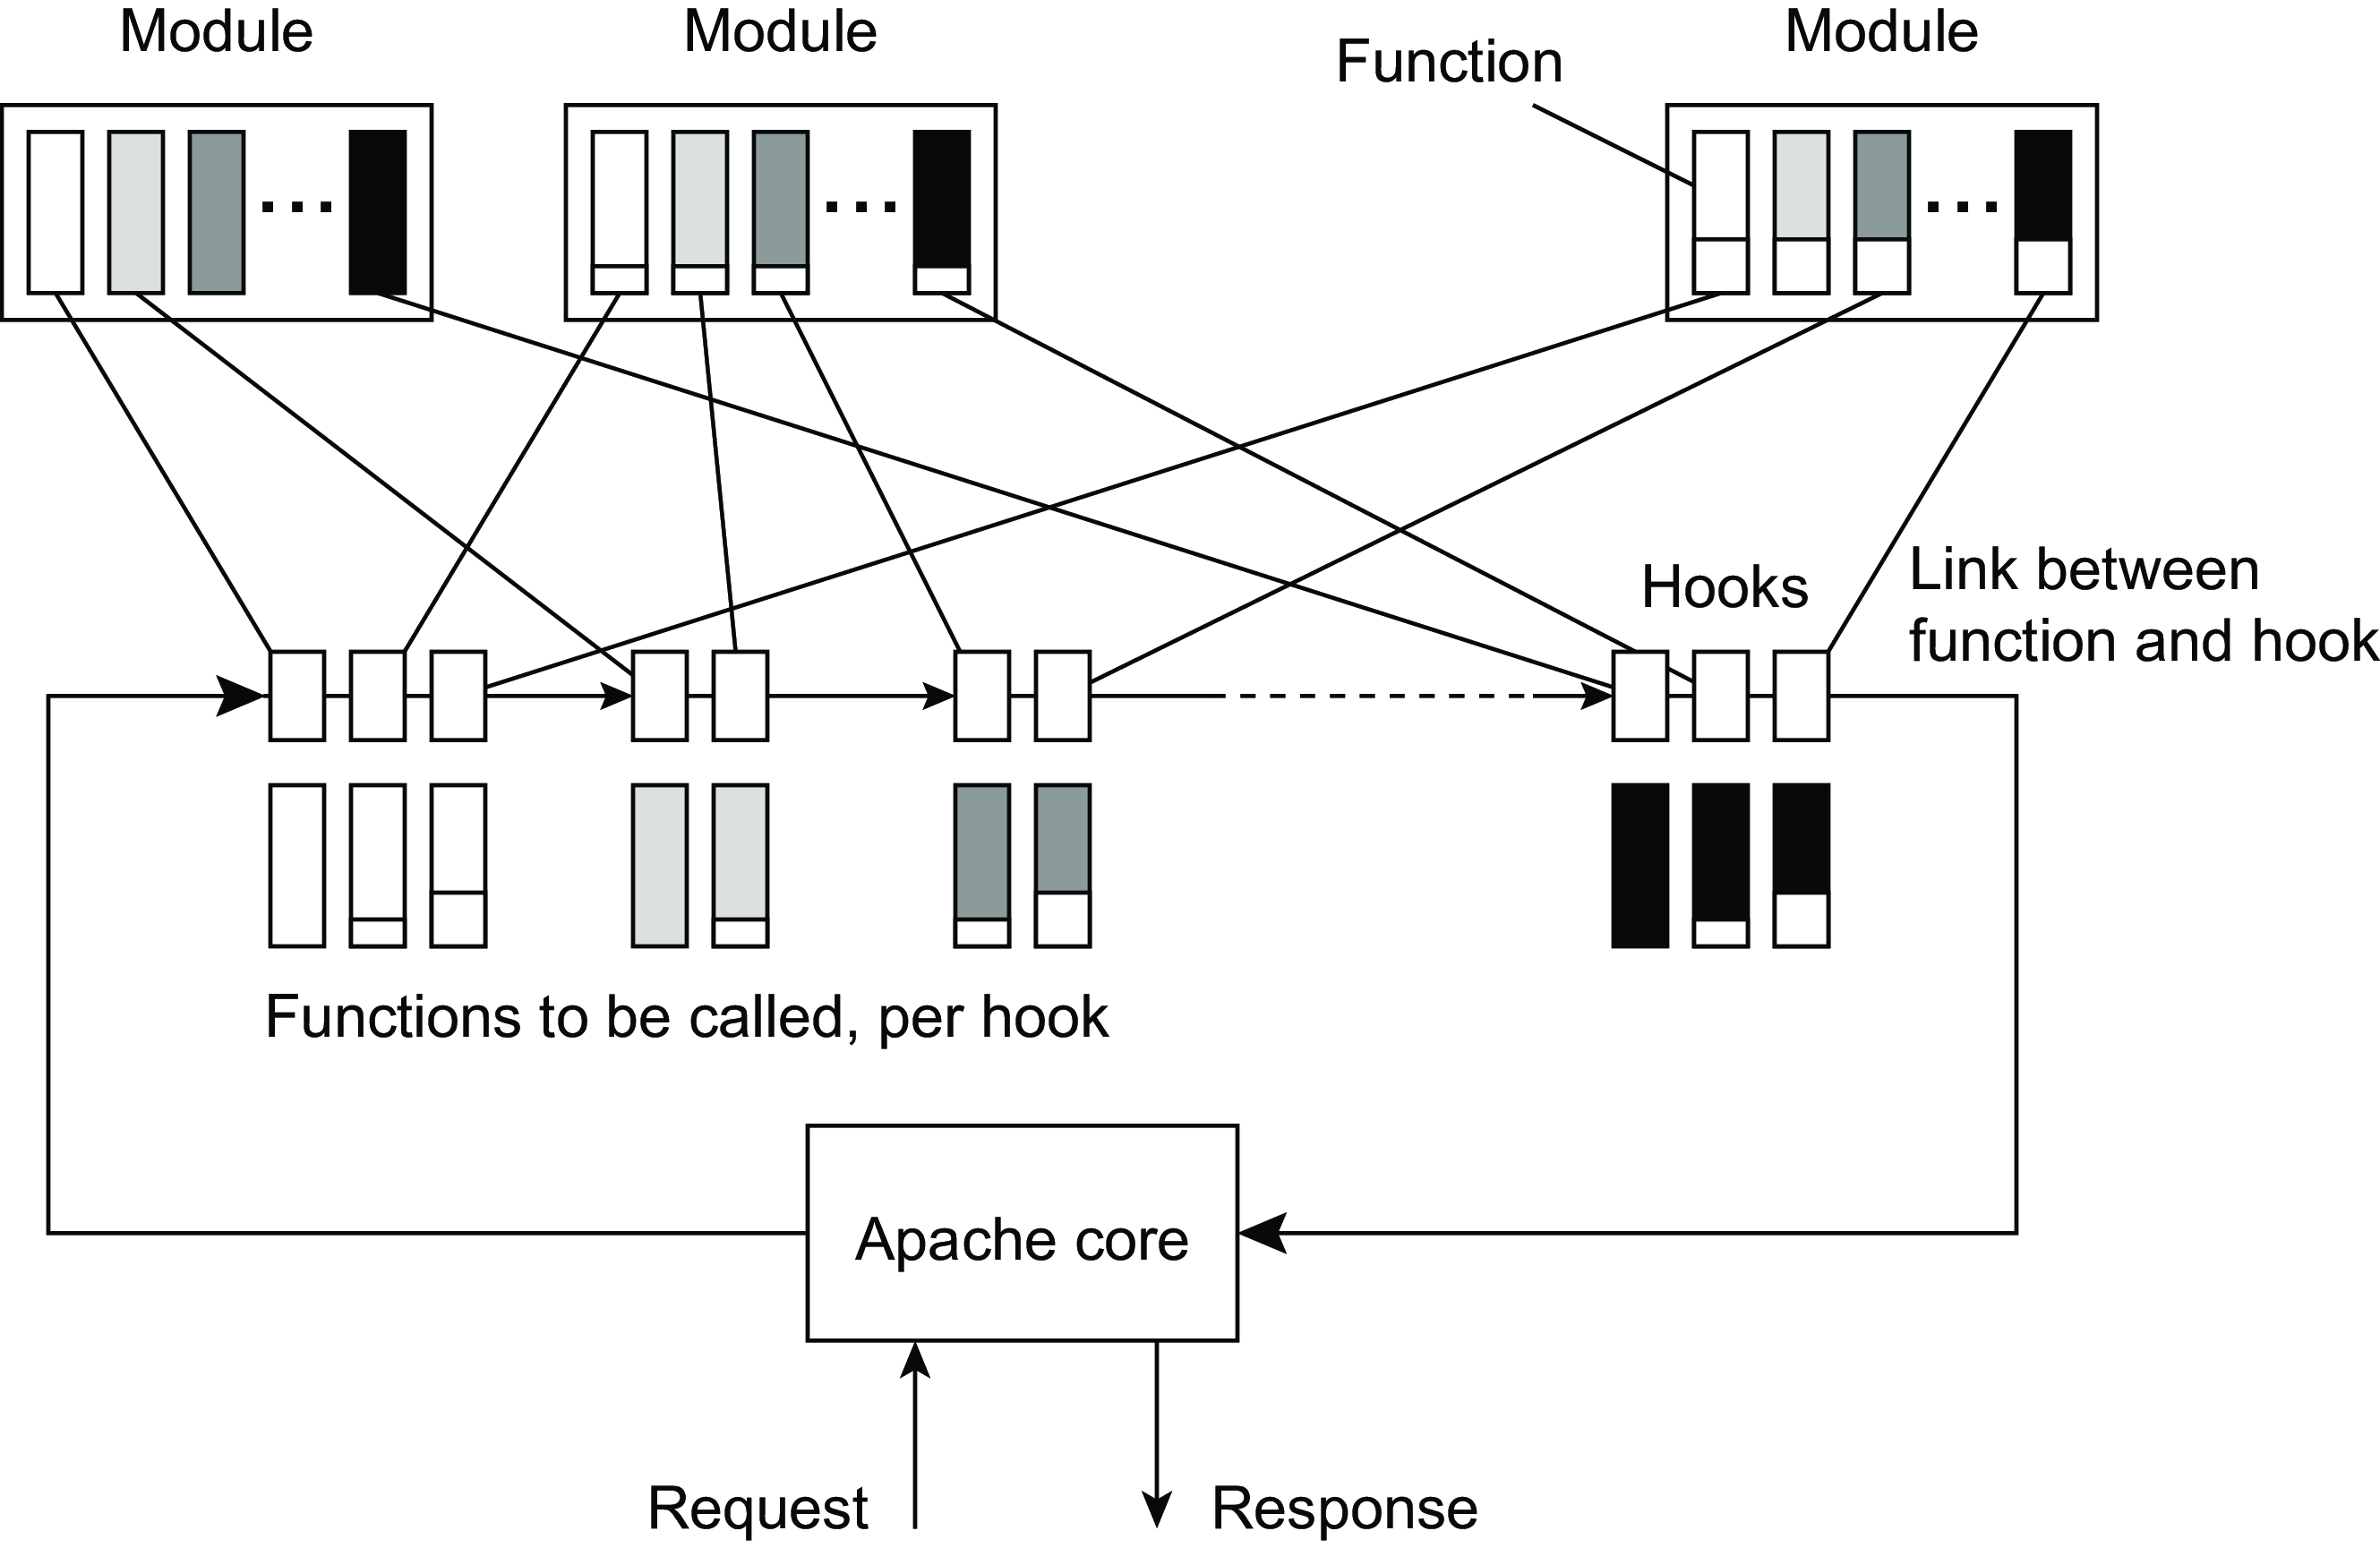 Module
Module
Function
Module
Hooks
Link between
function and hook
Functions to be called, per hook
Apache core
Request
Response